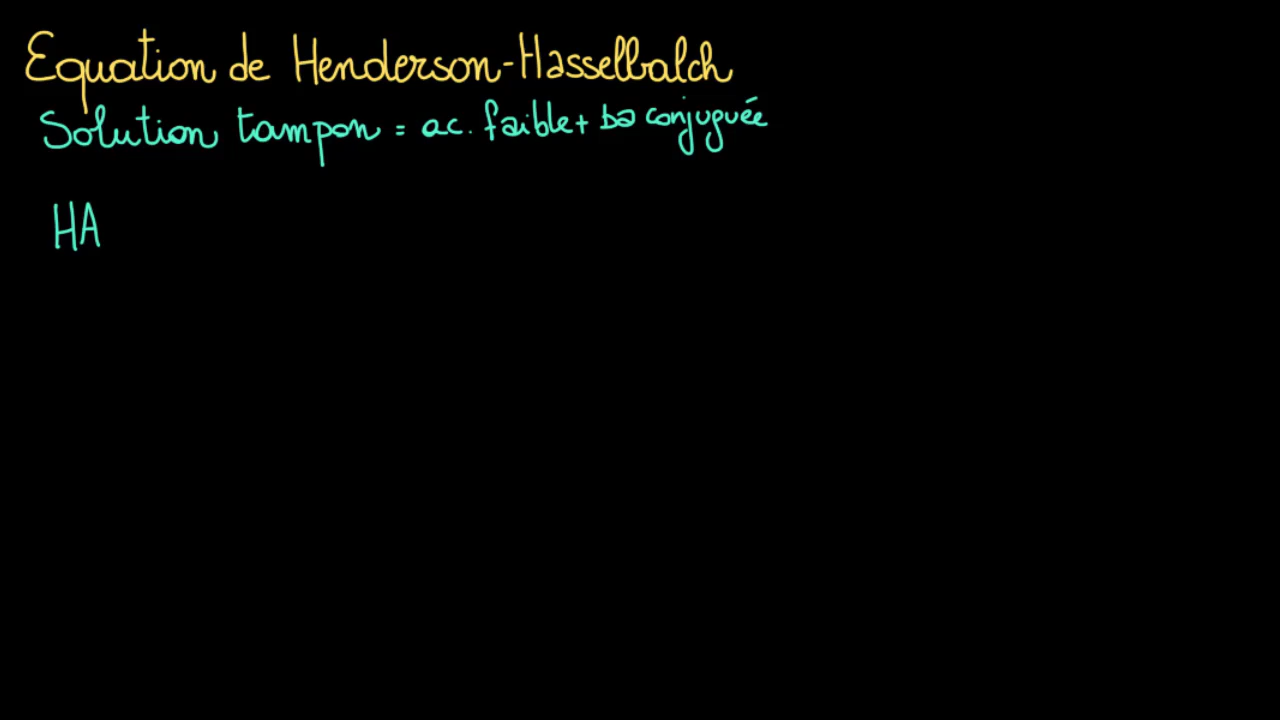 Equation de Henderson-Hasselbalch
Solution tampon = ac. faible + ba conjuguée
HA